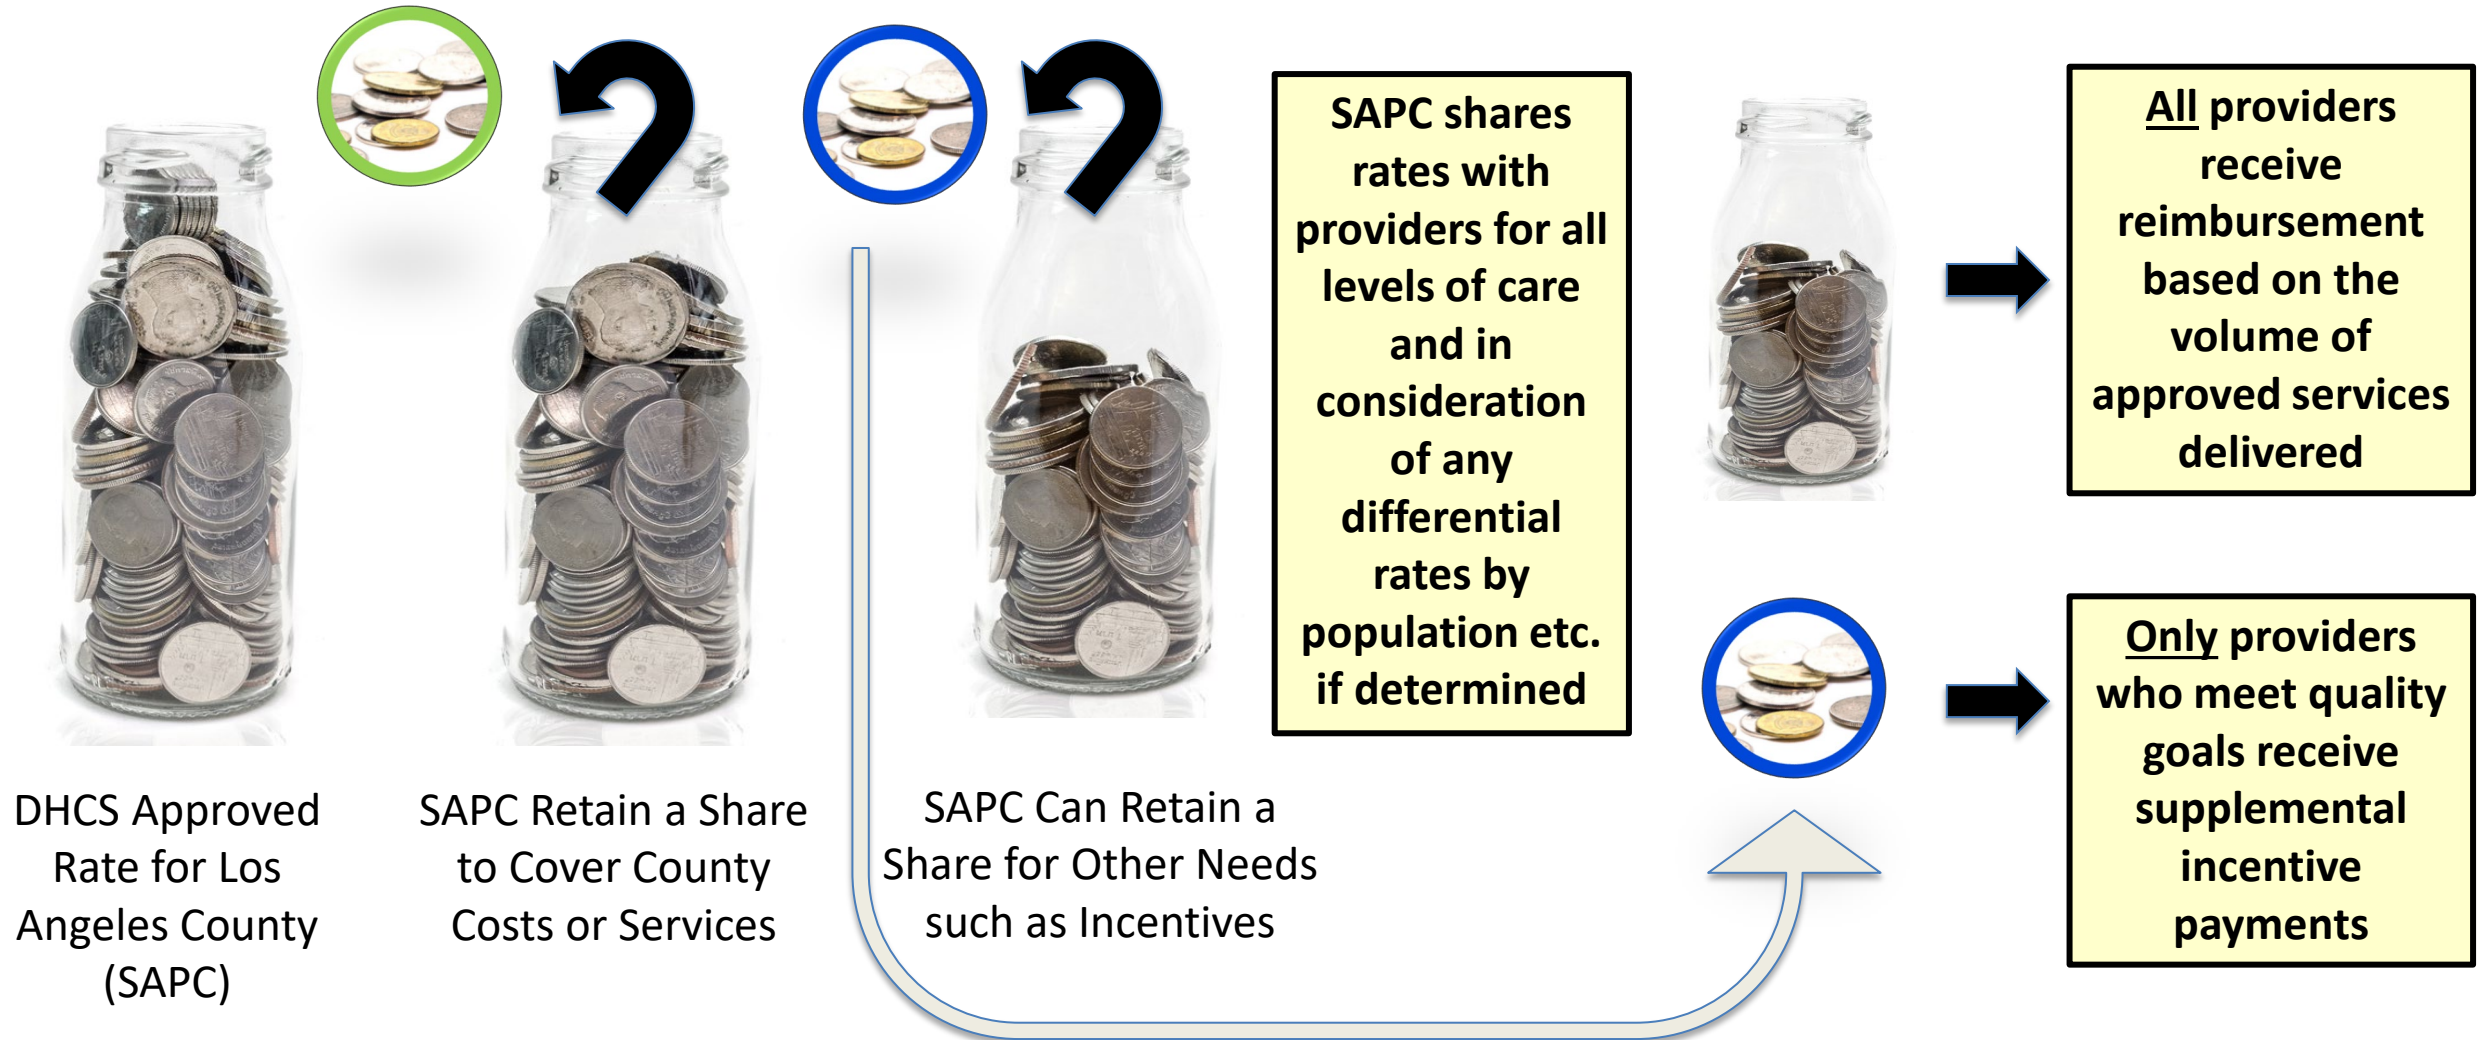 DHCS Approved
Rate for Los
Angeles County
(SAPC)
SAPC Retain a Share
to Cover County
Costs or Services
SAPC Can Retain a
Share for Other Needs
such as Incentives
SAPC shares
rates with
providers for all
levels of care
and in
consideration
of any
differential
rates by
population etc.
if determined
All providers
receive
reimbursement
based on the
volume of
approved services
delivered
Only providers
who meet quality
goals receive
supplemental
incentive
payments